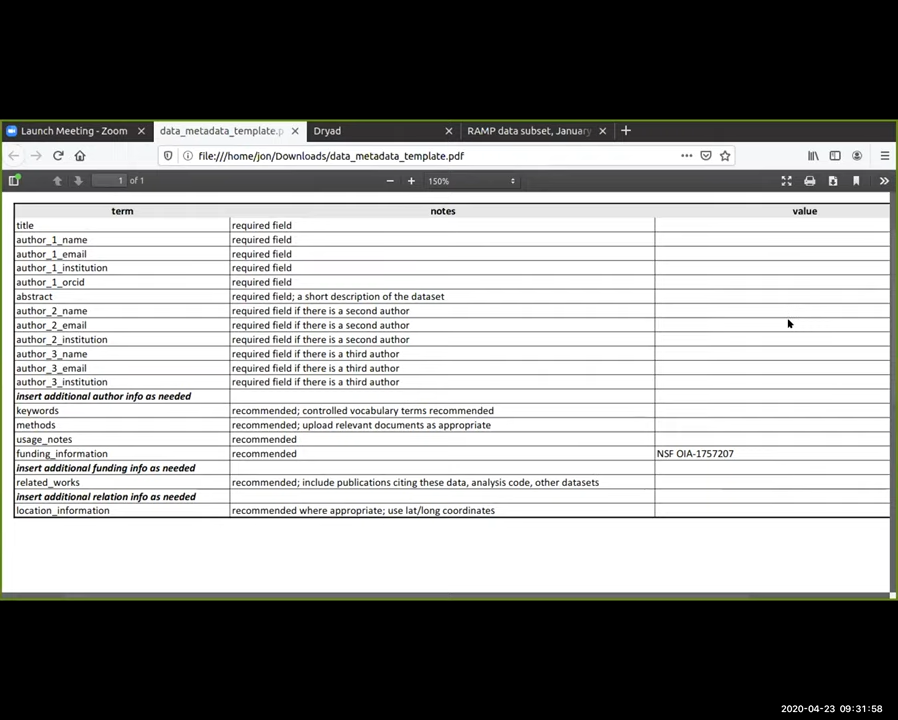 Launch Meeting - Zoom
data_metadata_template.p
Dryad
RAMP data subset, January
file:///home/jon/Downloads/data_metadata_template.pdf
1 of 1
150%
term notes value
title required field
author_1_name required field
author_1_email required field
author_1_institution required field
author_1_orcid required field
abstract required field; a short description of the dataset
author_2_name required field if there is a second author
author_2_email required field if there is a second author
author_2_institution required field if there is a second author
author_3_name required field if there is a third author
author_3_email required field if there is a third author
author_3_institution required field if there is a third author
insert additional author info as needed
keywords recommended; controlled vocabulary terms recommended
methods recommended; upload relevant documents as appropriate
usage_notes recommended
funding_information recommended NSF OIA-1757207
insert additional funding info as needed
related_works recommended; include publications citing these data, analysis code, other datasets
insert additional relation info as needed
location_information recommended where appropriate; use lat/long coordinates
2020-04-23 09:31:58